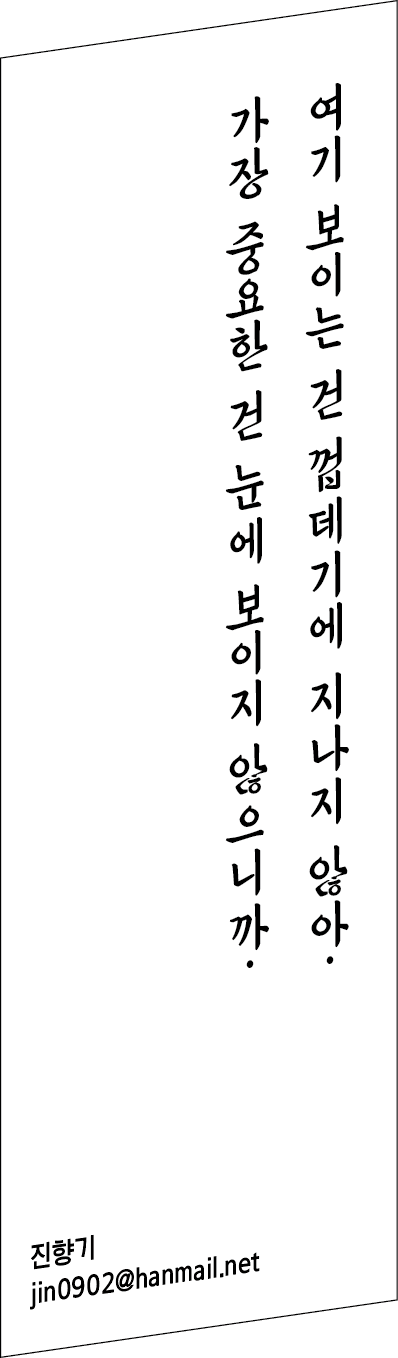 여기 보이는 건 껍데기에 지나지 않아.
가장 중요한 건 눈에 보이지 않으니까.
진향기
jin0902@hanmail.net